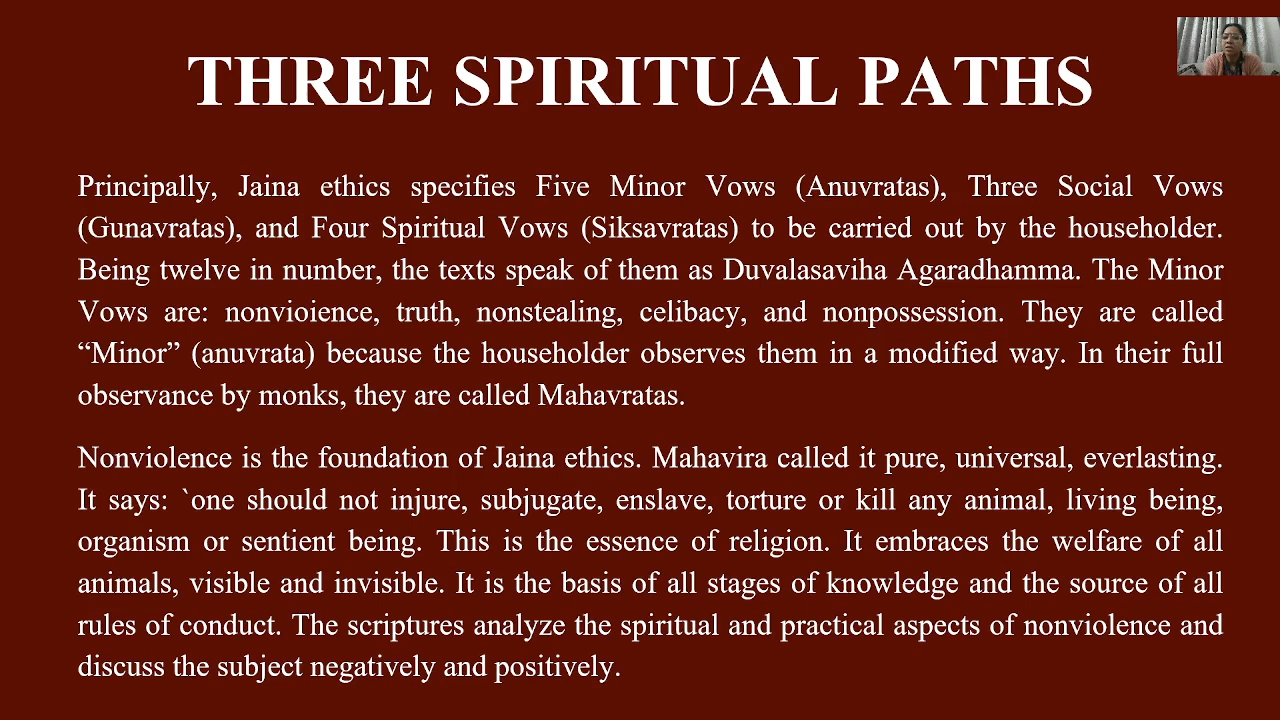 THREE SPIRITUAL PATHS
Principally, Jaina ethics specifies Five Minor Vows (Anuvratas), Three Social Vows
(Gunavratas), and Four Spiritual Vows (Siksavratas) to be carried out by the householder.
Being twelve in number, the texts speak of them as Duvalasaviha Agaradhamma. The Minor
Vows are: nonvioience, truth, nonstealing, celibacy, and nonpossession. They are called
“Minor” (anuvrata) because the householder observes them in a modified way. In their full
observance by monks, they are called Mahavratas.
Nonviolence is the foundation of Jaina ethics. Mahavira called it pure, universal, everlasting.
It says: `one should not injure, subjugate, enslave, torture or kill any animal, living being,
organism or sentient being. This is the essence of religion. It embraces the welfare of all
animals, visible and invisible. It is the basis of all stages of knowledge and the source of all
rules of conduct. The scriptures analyze the spiritual and practical aspects of nonviolence and
discuss the subject negatively and positively.